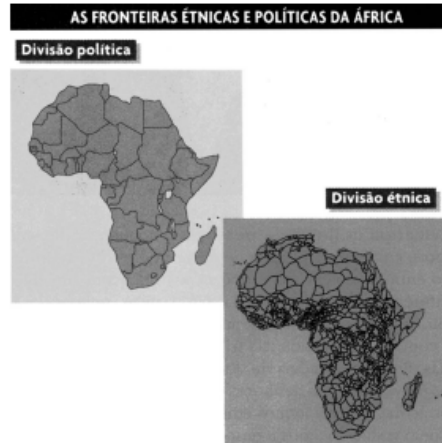 AS FRONTEIRAS ÉTNICAS E POLÍTICAS DA ÁFRICA
Divisão política
Divisão étnica